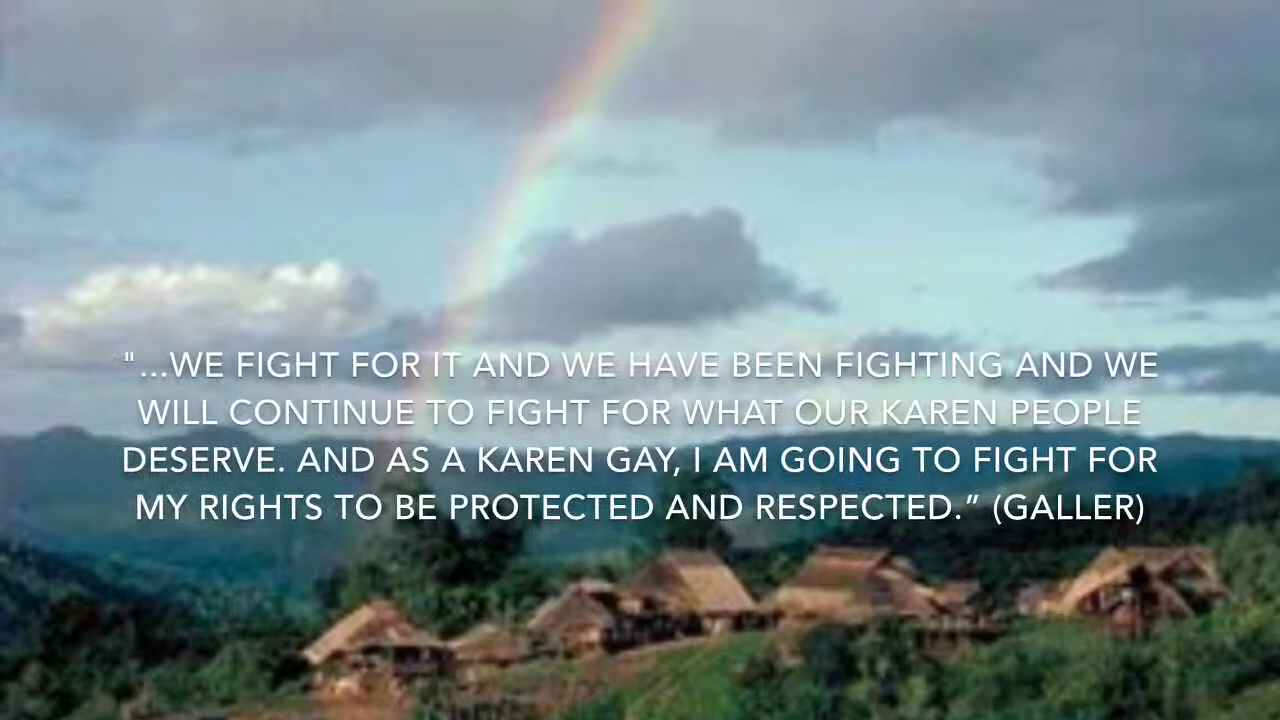 "...WE FIGHT FOR IT AND WE HAVE BEEN FIGHTING AND WE
WILL CONTINUE TO FIGHT FOR WHAT OUR KAREN PEOPLE
DESERVE. AND AS A KAREN GAY, I AM GOING TO FIGHT FOR
MY RIGHTS TO BE PROTECTED AND RESPECTED.” (GALLER)